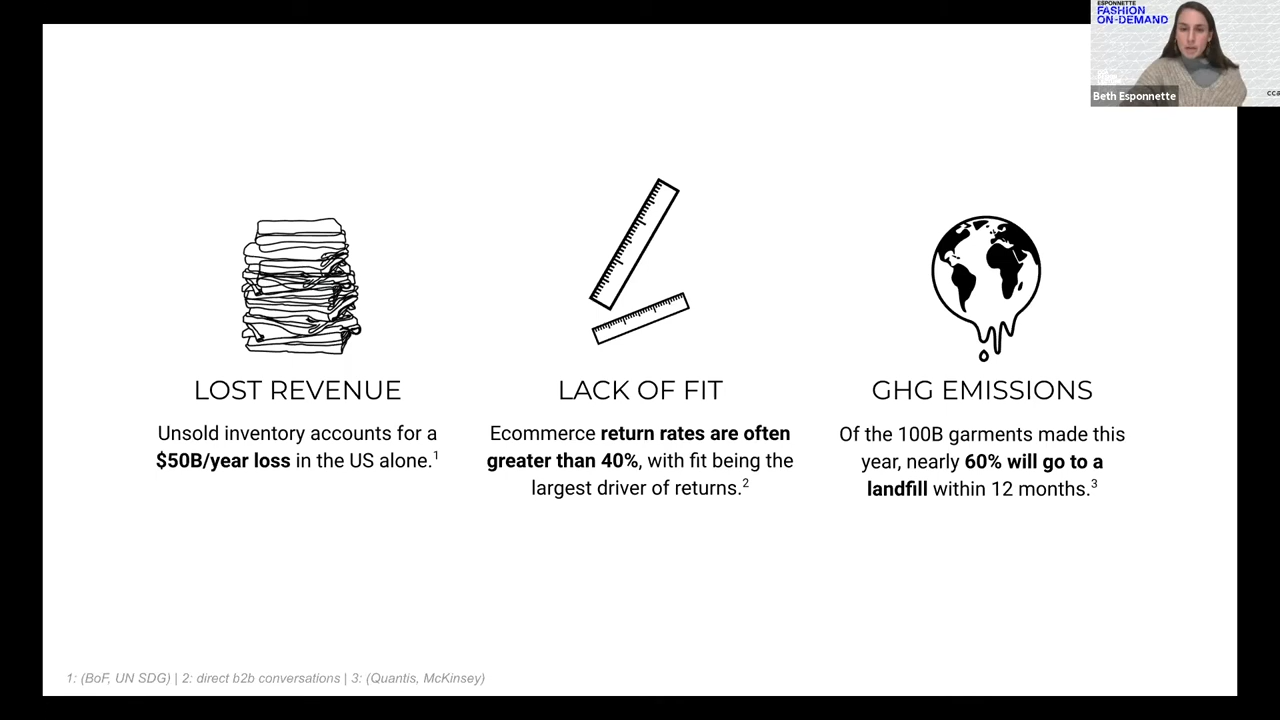 ESPONNETTE
FASHION
ON-DEMAND
Beth Esponnette
cca
LOST REVENUE
Unsold inventory accounts for a
$50B/year loss in the US alone.1
LACK OF FIT
Ecommerce return rates are often
greater than 40%, with fit being the
largest driver of returns.2
GHG EMISSIONS
Of the 100B garments made this
year, nearly 60% will go to a
landfill within 12 months.3
1: (BoF, UN SDG) | 2: direct b2b conversations | 3: (Quantis, McKinsey)